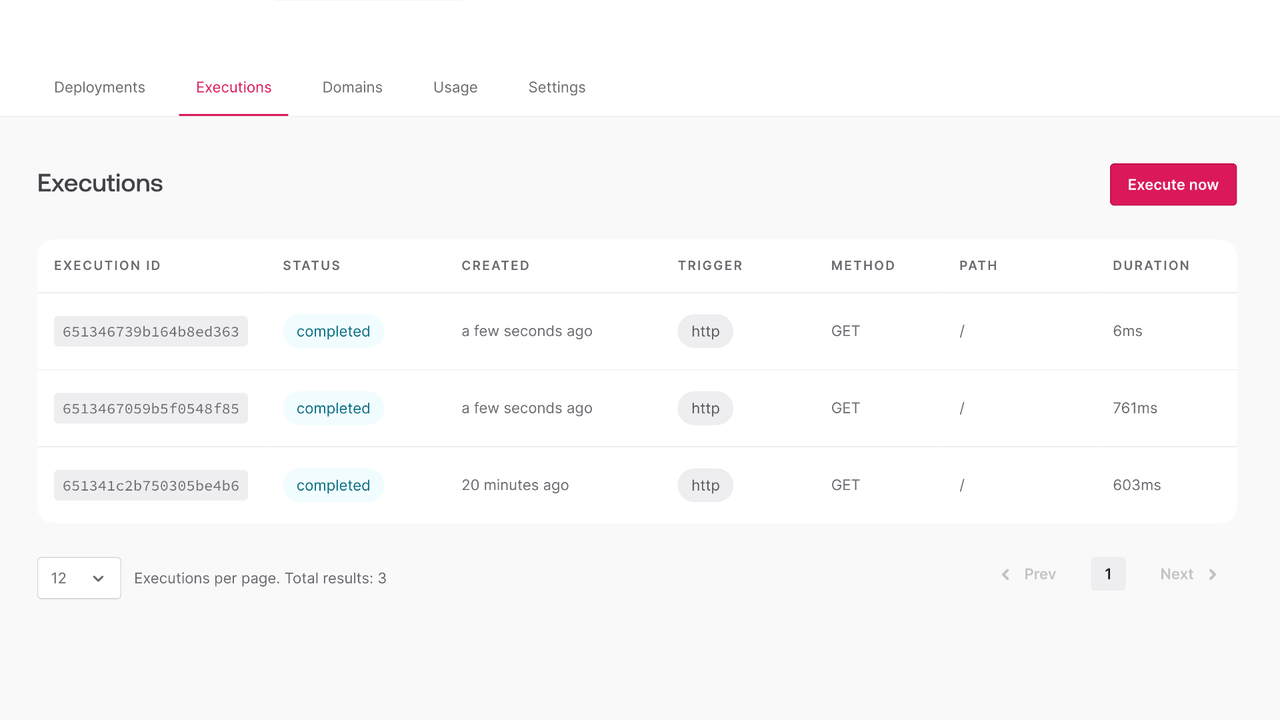 Deployments Executions Domains Usage Settings
Executions
Execute now
EXECUTION ID STATUS CREATED TRIGGER METHOD PATH DURATION
651346739b164b8ed363 completed a few seconds ago http GET / 6ms
6513467059b5f0548f85 completed a few seconds ago http GET / 761ms
651341c2b750305be4b6 completed 20 minutes ago http GET / 603ms
12 Executions per page. Total results: 3 Prev 1 Next